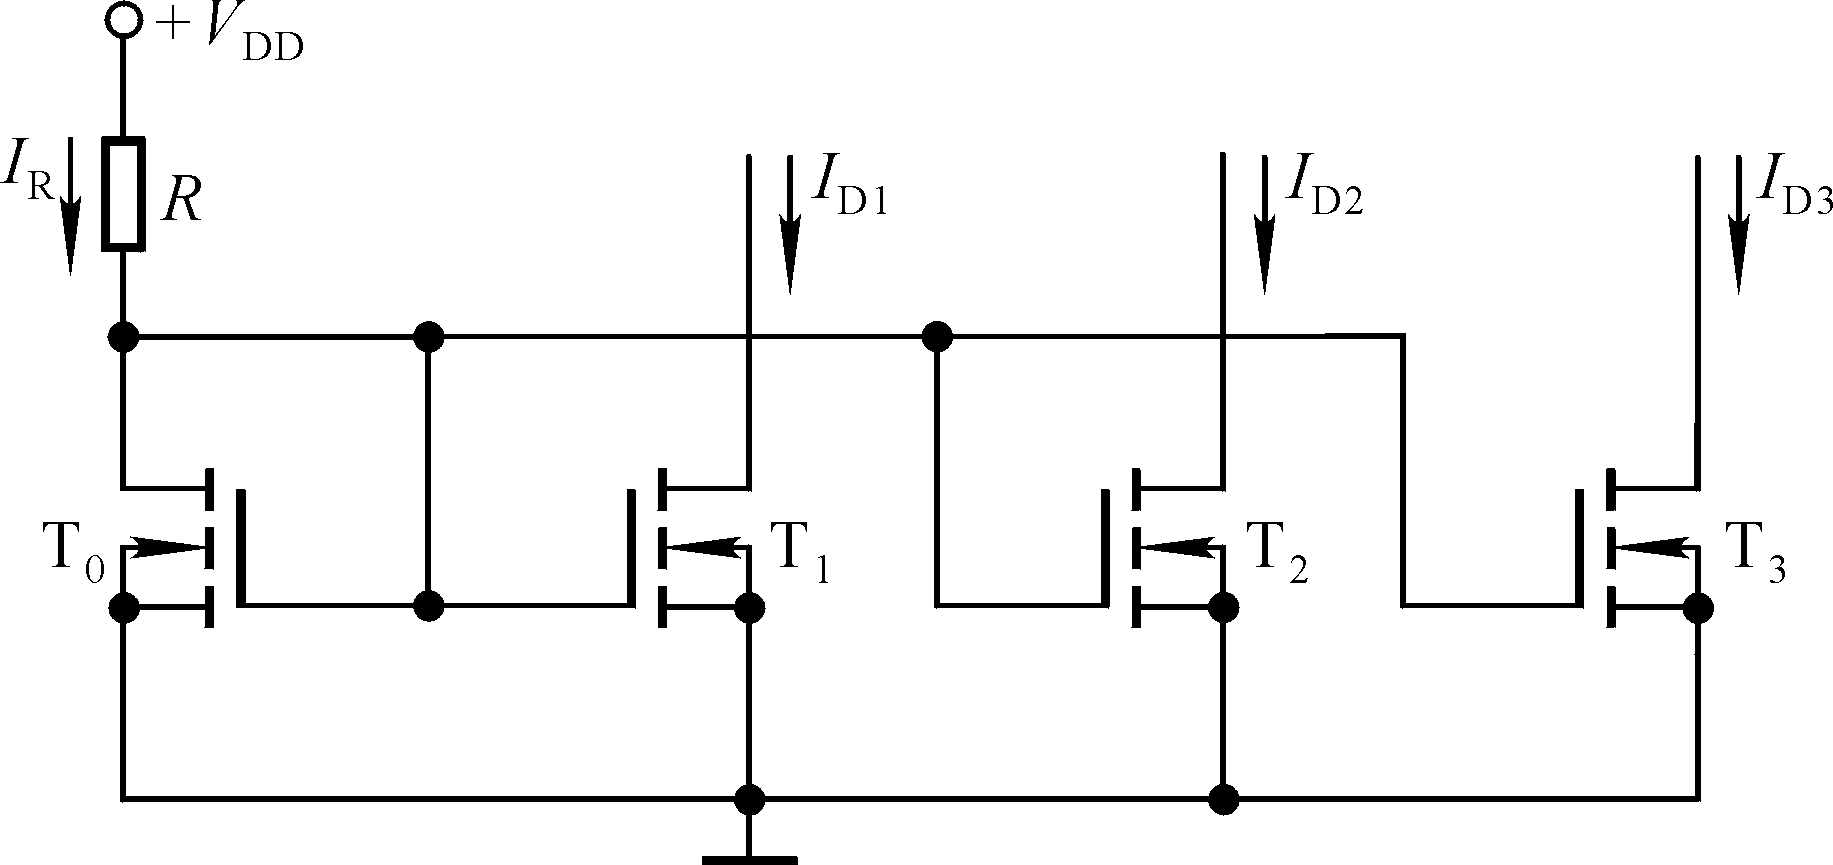 +V_DD
I_R
R
I_D1
I_D2
I_D3
T_0
T_1
T_2
T_3